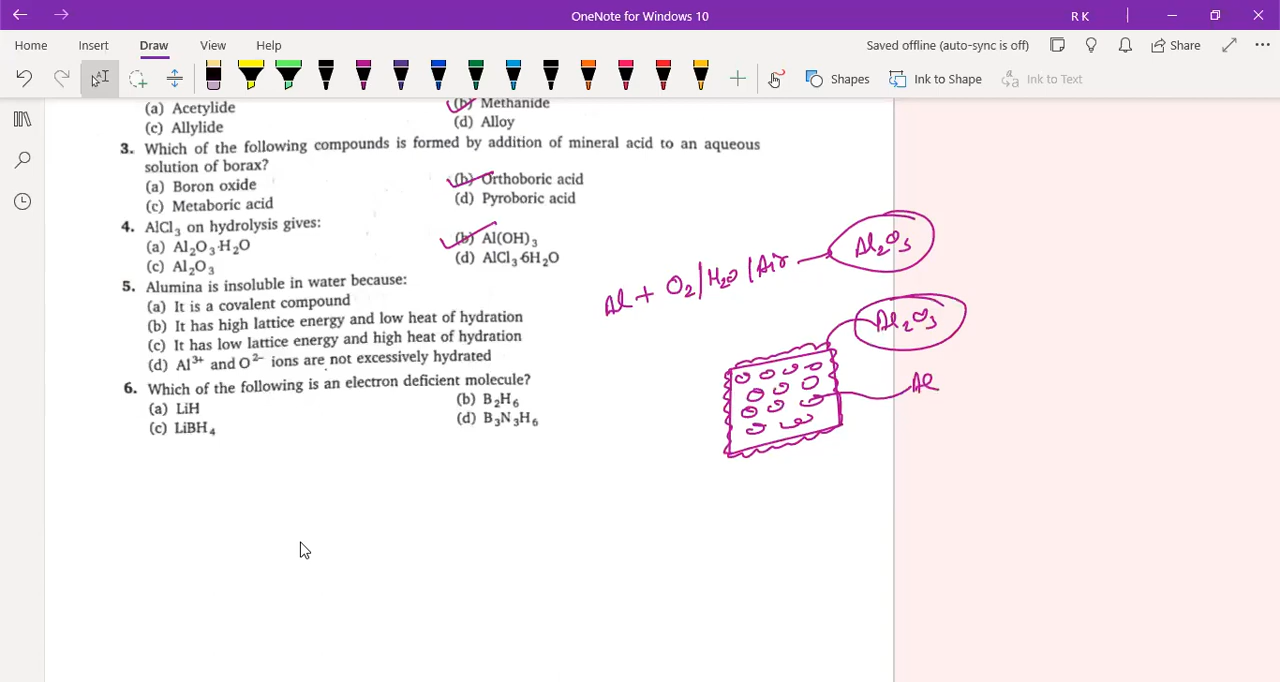 OneNote for Windows 10
R K
Home Insert Draw View Help
Saved offline (auto-sync is off)
Share
Shapes
Ink to Shape
Ink to Text
(a) Acetylide
(b) Methanide
(c) Allylide
(d) Alloy
3. Which of the following compounds is formed by addition of mineral acid to an aqueous
solution of borax?
(a) Boron oxide
(b) Orthoboric acid
(c) Metaboric acid
(d) Pyroboric acid
4. AlCl₃ on hydrolysis gives:
(a) Al₂O₃·H₂O
(b) Al(OH)₃
(c) Al₂O₃
(d) AlCl₃·6H₂O
5. Alumina is insoluble in water because:
(a) It is a covalent compound
(b) It has high lattice energy and low heat of hydration
(c) It has low lattice energy and high heat of hydration
(d) Al³⁺ and O²⁻ ions are not excessively hydrated
6. Which of the following is an electron deficient molecule?
(a) LiH
(b) B₂H₆
(c) LiBH₄
(d) B₃N₃H₆
Al + O₂/H₂O/Air → Al₂O₃
Al₂O₃
Al